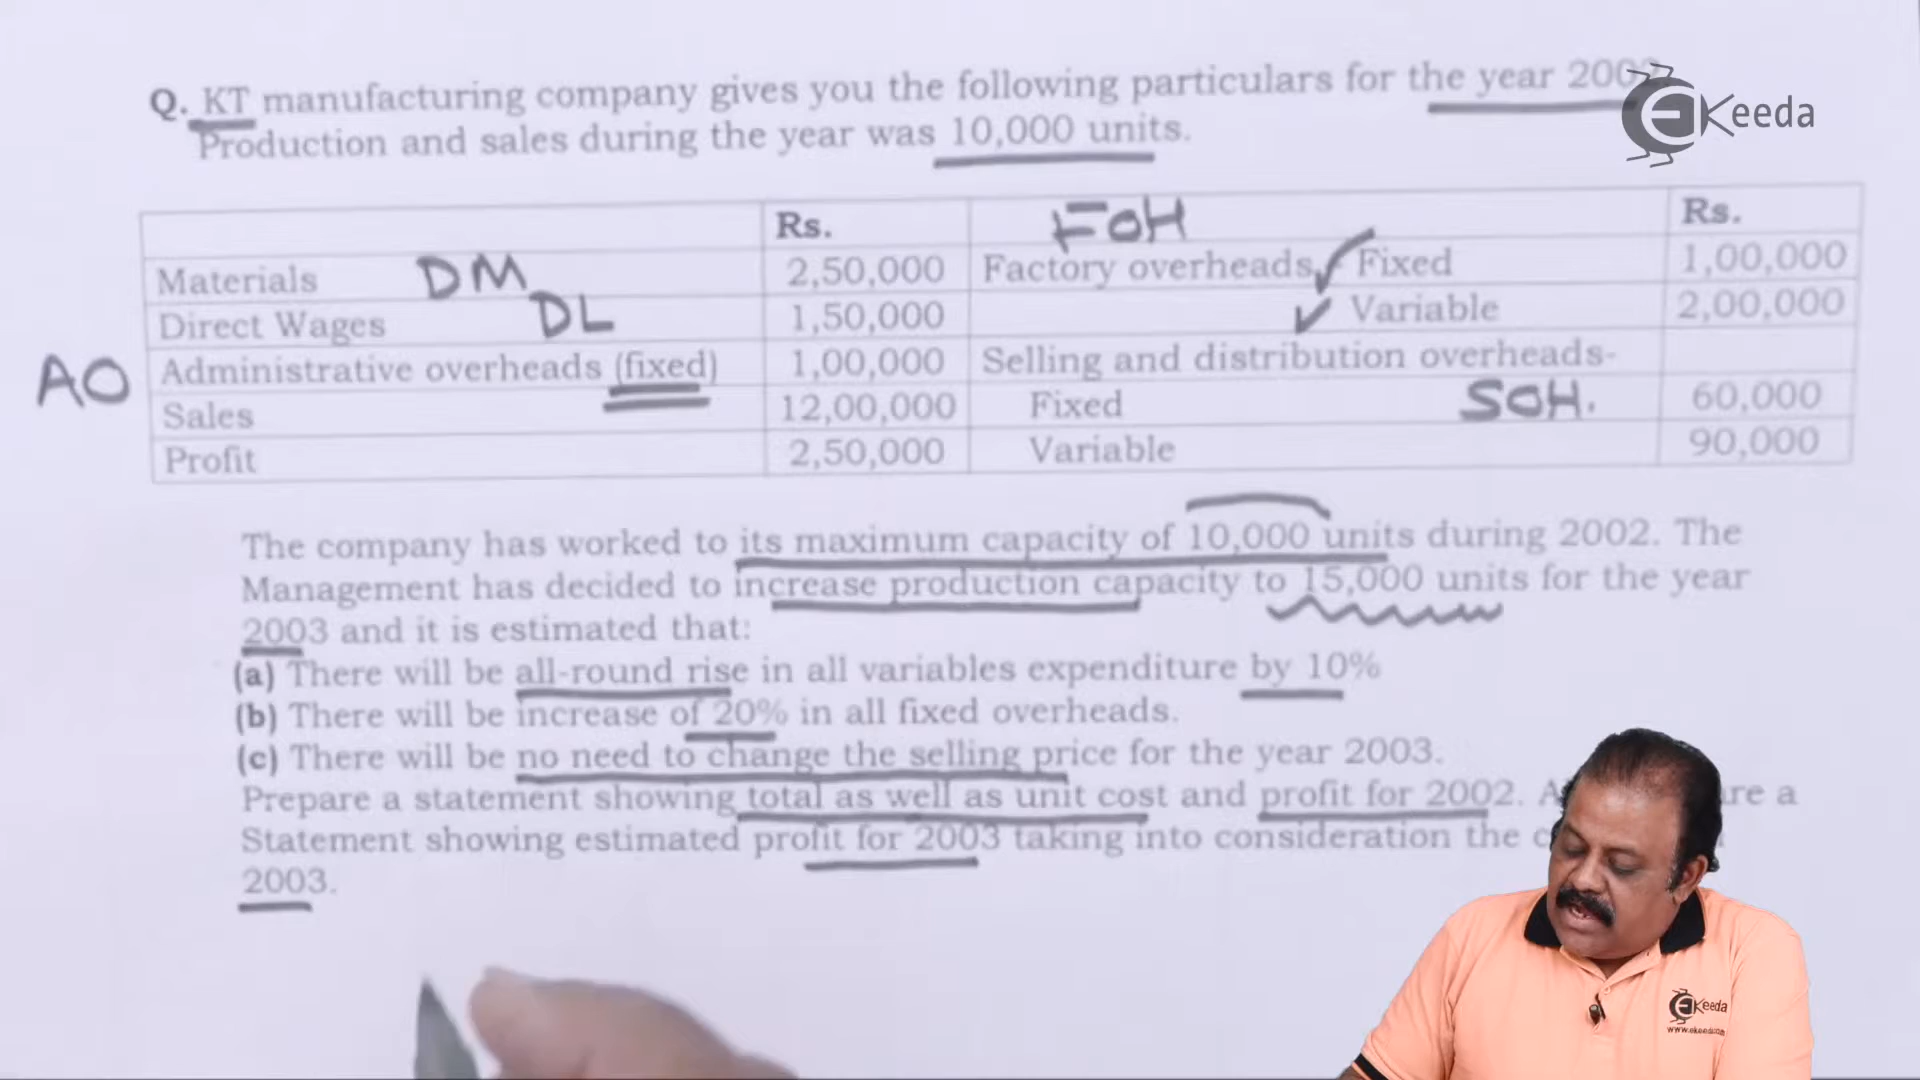 Q. KT manufacturing company gives you the following particulars for the year
Keeda
Production and sales during the year was 10,000 units.
Rs. FOH Rs.
Materials DM 2,50,000 Factory overheads- Fixed 1,00,000
Direct Wages DL 1,50,000 Variable 2,00,000
AO Administrative overheads (fixed) 1,00,000 Selling and distribution overheads-
Sales 12,00,000 Fixed SOH. 60,000
Profit 2,50,000 Variable 90,000
The company has worked to its maximum capacity of 10,000 units during 2002. The
Management has decided to increase production capacity to 15,000 units for the year
2003 and it is estimated that:
(a) There will be all-round rise in all variables expenditure by 10%
(b) There will be increase of 20% in all fixed overheads.
(c) There will be no need to change the selling price for the year 2003.
Prepare a statement showing total as well as unit cost and profit for 2002. a
Statement showing estimated profit for 2003 taking into consideration the
2003.
Keeda
www.ekeeda.com